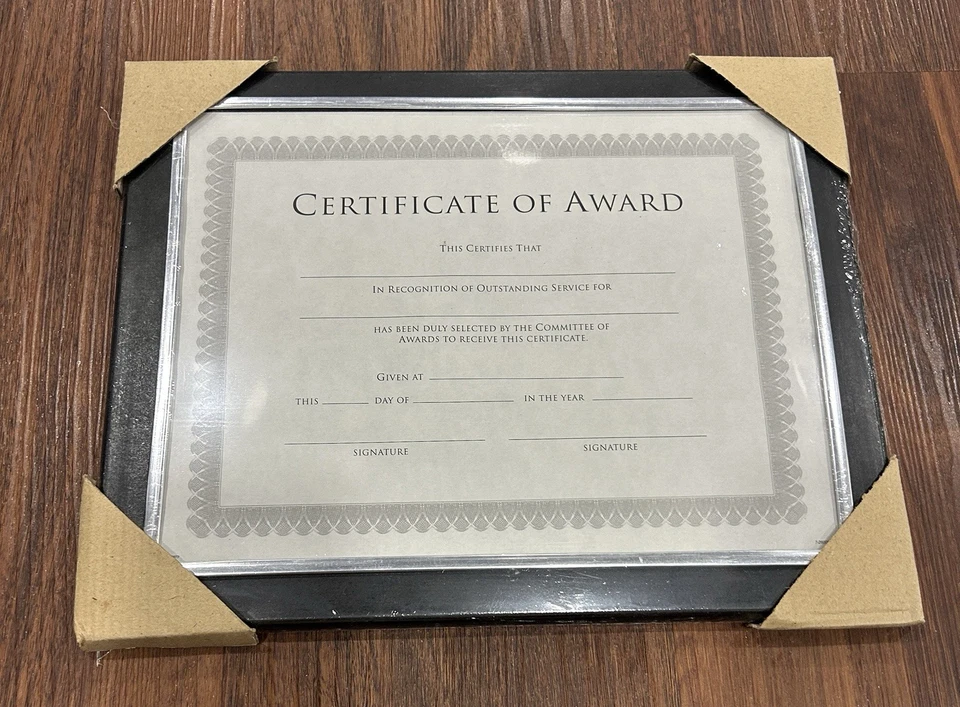 Certificate of Award
This Certifies That
In Recognition of Outstanding Service for
has been duly selected by the Committee of
Awards to receive this certificate.
Given at
this day of in the year
signature signature